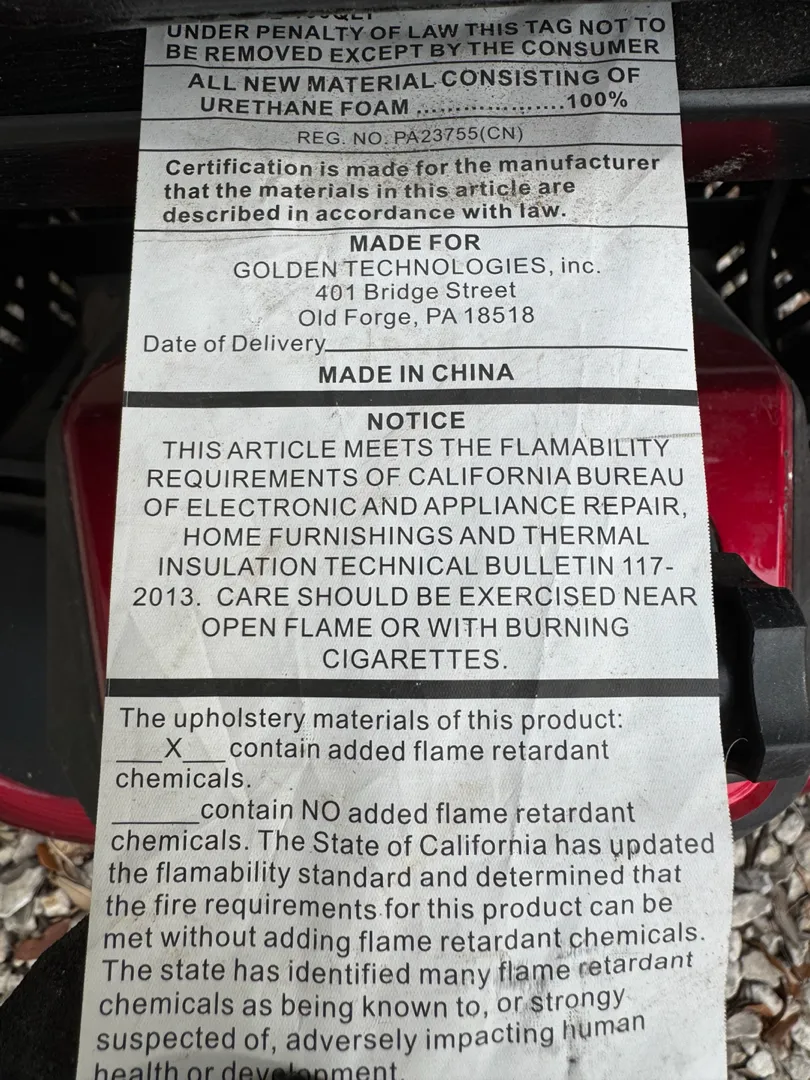 UNDER PENALTY OF LAW THIS TAG NOT TO
BE REMOVED EXCEPT BY THE CONSUMER
ALL NEW MATERIAL CONSISTING OF
URETHANE FOAM ...................100%
REG. NO. PA23755(CN)
Certification is made for the manufacturer
that the materials in this article are
described in accordance with law.
MADE FOR
GOLDEN TECHNOLOGIES, inc.
401 Bridge Street
Old Forge, PA 18518
Date of Delivery
MADE IN CHINA
NOTICE
THIS ARTICLE MEETS THE FLAMABILITY
REQUIREMENTS OF CALIFORNIA BUREAU
OF ELECTRONIC AND APPLIANCE REPAIR,
HOME FURNISHINGS AND THERMAL
INSULATION TECHNICAL BULLETIN 117-
2013. CARE SHOULD BE EXERCISED NEAR
OPEN FLAME OR WITH BURNING
CIGARETTES.
The upholstery materials of this product:
___X___ contain added flame retardant
chemicals.
______contain NO added flame retardant
chemicals. The State of California has updated
the flamability standard and determined that
the fire requirements for this product can be
met without adding flame retardant chemicals.
The state has identified many flame retardant
chemicals as being known to, or strongy
suspected of, adversely impacting human
health or development.